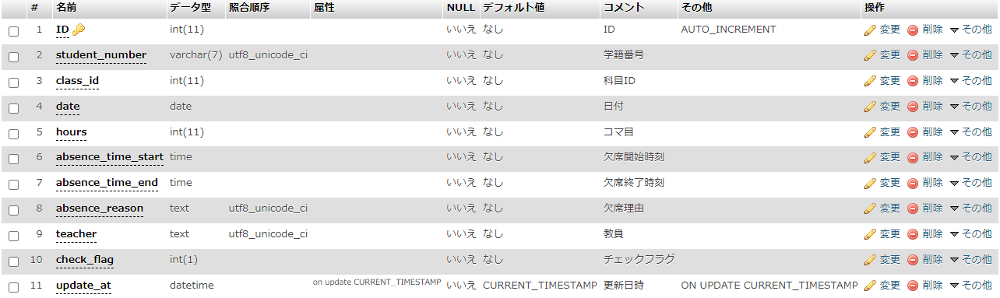 # 名前 データ型 照合順序 属性 NULL デフォルト値 コメント その他 操作
1 ID int(11) いいえ なし ID AUTO_INCREMENT 変更 削除 その他
2 student_number varchar(7) utf8_unicode_ci いいえ なし 学籍番号 変更 削除 その他
3 class_id int(11) いいえ なし 科目ID 変更 削除 その他
4 date date いいえ なし 日付 変更 削除 その他
5 hours int(11) いいえ なし コマ目 変更 削除 その他
6 absence_time_start time いいえ なし 欠席開始時刻 変更 削除 その他
7 absence_time_end time いいえ なし 欠席終了時刻 変更 削除 その他
8 absence_reason text utf8_unicode_ci いいえ なし 欠席理由 変更 削除 その他
9 teacher text utf8_unicode_ci いいえ なし 教員 変更 削除 その他
10 check_flag int(1) いいえ なし チェックフラグ 変更 削除 その他
11 update_at datetime on update CURRENT_TIMESTAMP いいえ CURRENT_TIMESTAMP 更新日時 ON UPDATE CURRENT_TIMESTAMP 変更 削除 その他